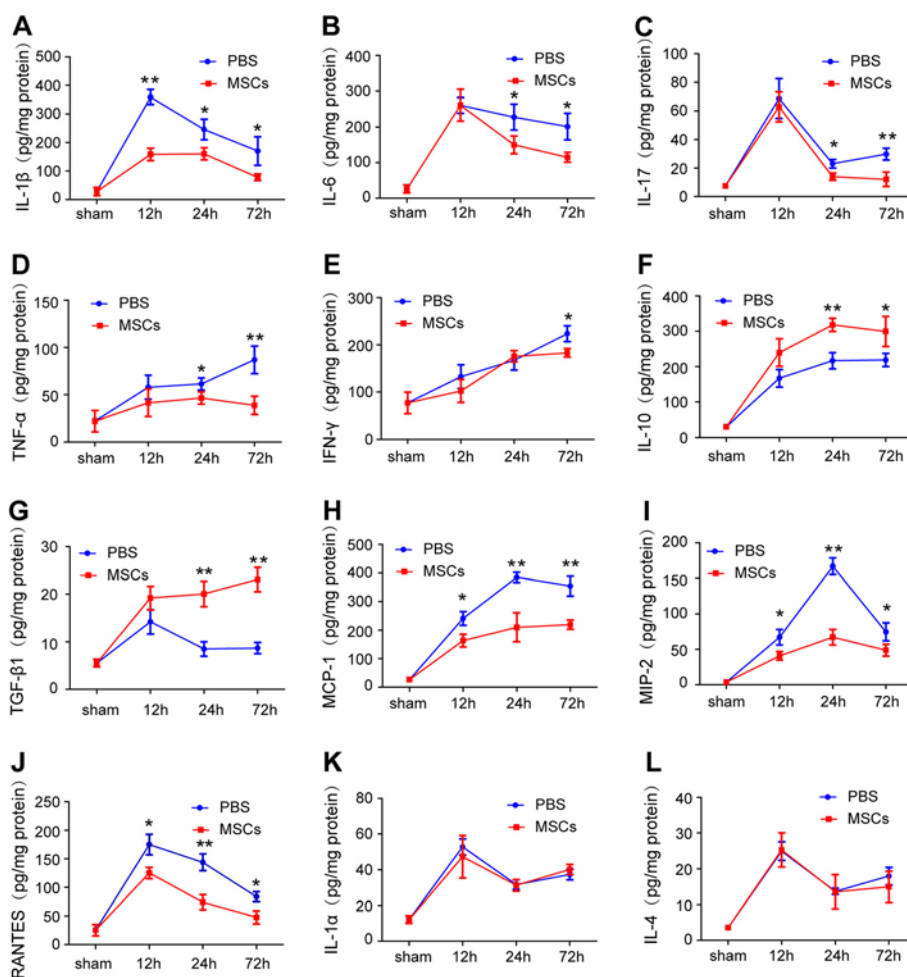 A
PBS
MSCs
500
400
300
200
100
0
IL-1β (pg/mg protein)
**
*
*
sham 12h 24h 72h
B
PBS
MSCs
400
300
200
100
0
IL-6 (pg/mg protein)
*
*
sham 12h 24h 72h
C
PBS
MSCs
100
80
60
40
20
0
IL-17 (pg/mg protein)
*
**
sham 12h 24h 72h
D
PBS
MSCs
150
100
50
0
TNF-α (pg/mg protein)
*
**
sham 12h 24h 72h
E
PBS
MSCs
300
200
100
0
IFN-γ (pg/mg protein)
*
sham 12h 24h 72h
F
PBS
MSCs
400
300
200
100
0
IL-10 (pg/mg protein)
**
*
sham 12h 24h 72h
G
PBS
MSCs
30
20
10
0
TGF-β1 (pg/mg protein)
**
**
sham 12h 24h 72h
H
PBS
MSCs
500
400
300
200
100
0
MCP-1 (pg/mg protein)
*
**
**
sham 12h 24h 72h
I
PBS
MSCs
200
150
100
50
0
MIP-2 (pg/mg protein)
*
**
*
sham 12h 24h 72h
J
PBS
MSCs
250
200
150
100
50
0
RANTES (pg/mg protein)
*
**
*
sham 12h 24h 72h
K
PBS
MSCs
80
60
40
20
0
IL-1α (pg/mg protein)
sham 12h 24h 72h
L
PBS
MSCs
40
30
20
10
0
IL-4 (pg/mg protein)
sham 12h 24h 72h